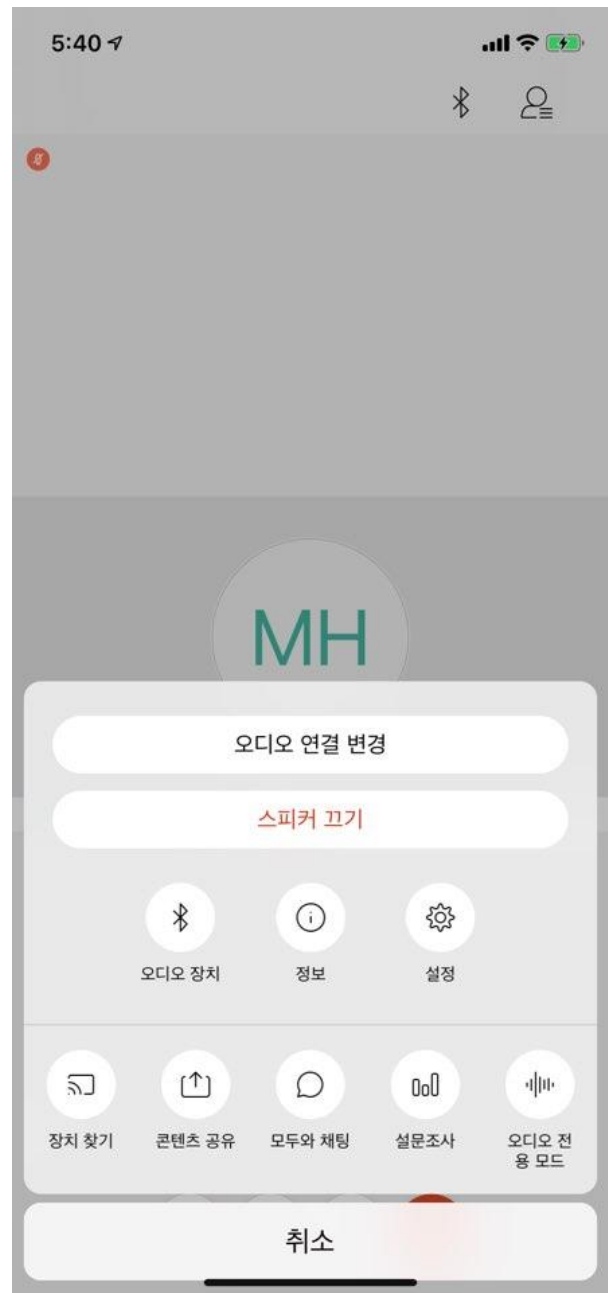 5:40
MH
오디오 연결 변경
스피커 끄기
오디오 장치
정보
설정
장치 찾기
콘텐츠 공유
모두와 채팅
설문조사
오디오 전
용 모드
취소